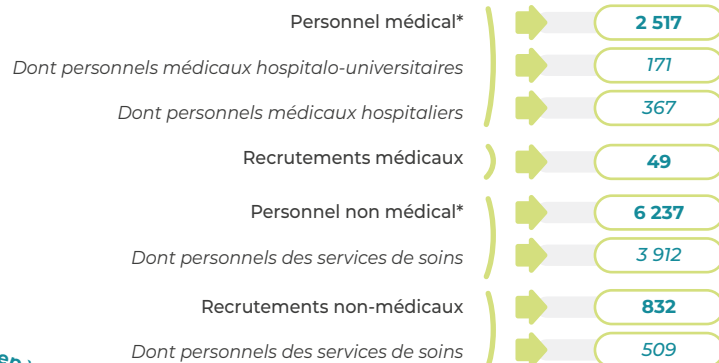 Personnel médical* 2 517
Dont personnels médicaux hospitalo-universitaires 171
Dont personnels médicaux hospitaliers 367
Recrutements médicaux 49
Personnel non médical* 6 237
Dont personnels des services de soins 3 912
Recrutements non-médicaux 832
Dont personnels des services de soins 509